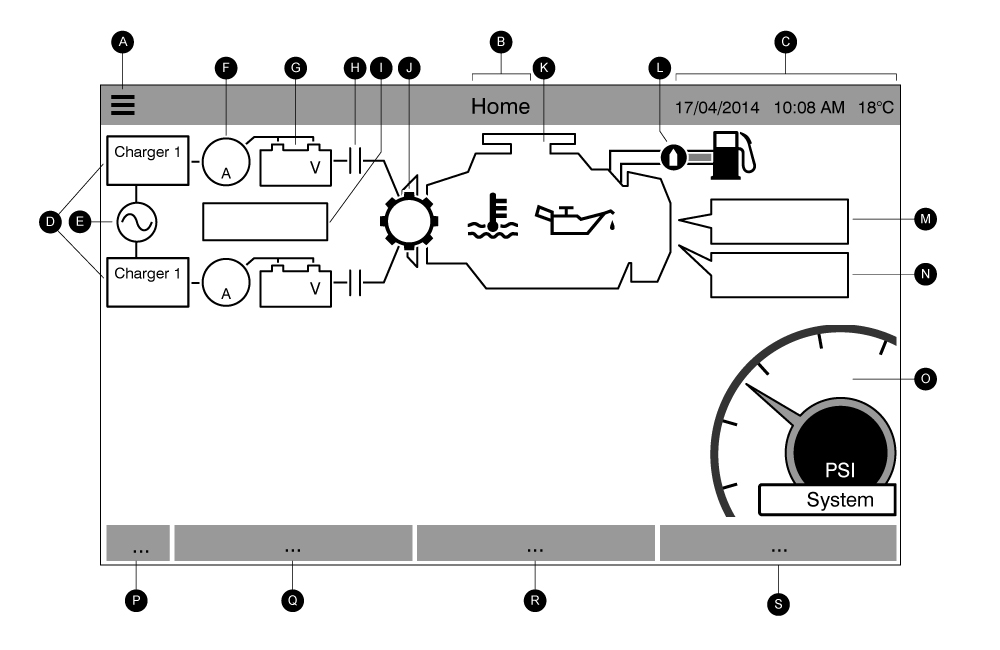 A
B
C
F
G
H
I
J
K
L
Home
17/04/2014 10:08 AM 18°C
Charger 1
A
V
D
E
M
Charger 1
A
V
N
O
PSI
System
...
...
...
...
P
Q
R
S